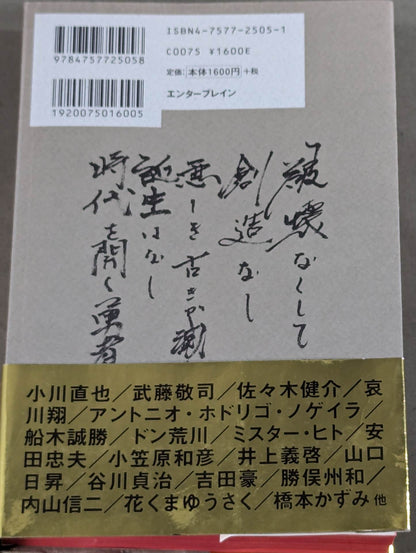 ISBN4-7577-2505-1
C0075 ¥1600E
定価:本体1600円+税
エンターブレイン
9784757725058
1920075016005
破壊なくして
創造なし
悪しき古きが滅
誕生はなし
時代を開く勇者
小川直也/武藤敬司/佐々木健介/哀
川翔/アントニオ・ホドリゴ・ノゲイラ/
船木誠勝/ドン荒川/ミスター・ヒト/安
田忠夫/小笠原和彦/井上義啓/山口
日昇/谷川貞治/吉田豪/勝俣州和/
内山信二/花くまゆうさく/橋本かずみ 他